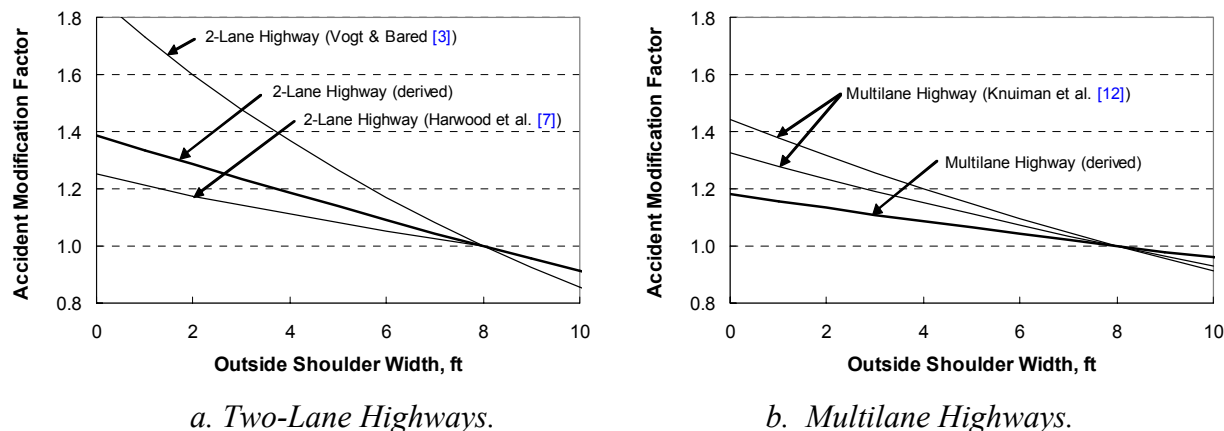 1.8
1.6
1.4
1.2
1.0
0.8
0 2 4 6 8 10
Accident Modification Factor
Outside Shoulder Width, ft
2-Lane Highway (Vogt & Bared [3])
2-Lane Highway (derived)
2-Lane Highway (Harwood et al. [7])
a. Two-Lane Highways.
1.8
1.6
1.4
1.2
1.0
0.8
0 2 4 6 8 10
Accident Modification Factor
Outside Shoulder Width, ft
Multilane Highway (Knuiman et al. [12])
Multilane Highway (derived)
b. Multilane Highways.